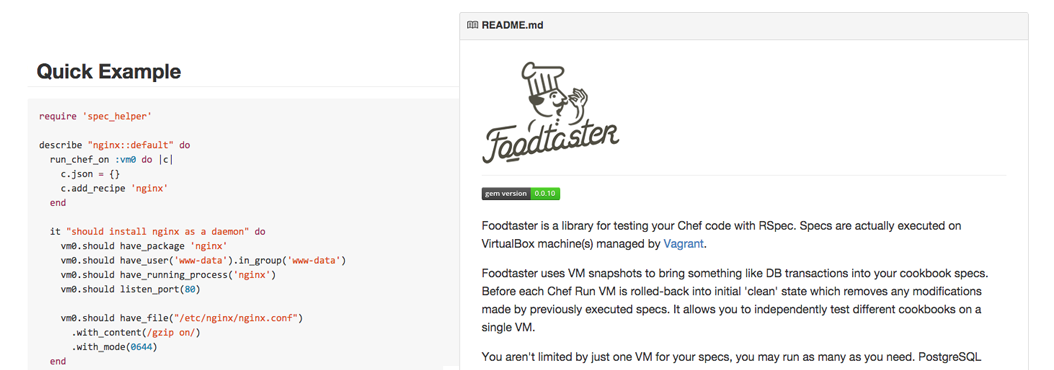 Quick Example
require 'spec_helper'
describe "nginx::default" do
run_chef_on :vm0 do |c|
c.json = {}
c.add_recipe 'nginx'
end
it "should install nginx as a daemon" do
vm0.should have_package 'nginx'
vm0.should have_user('www-data').in_group('www-data')
vm0.should have_running_process('nginx')
vm0.should listen_port(80)
vm0.should have_file("/etc/nginx/nginx.conf")
.with_content(/gzip on/)
.with_mode(0644)
end
README.md
Foodtaster
gem version 0.0.10
Foodtaster is a library for testing your Chef code with RSpec. Specs are actually executed on
VirtualBox machine(s) managed by Vagrant.
Foodtaster uses VM snapshots to bring something like DB transactions into your cookbook specs.
Before each Chef Run VM is rolled-back into initial 'clean' state which removes any modifications
made by previously executed specs. It allows you to independently test different cookbooks on a
single VM.
You aren't limited by just one VM for your specs, you may run as many as you need. PostgreSQL